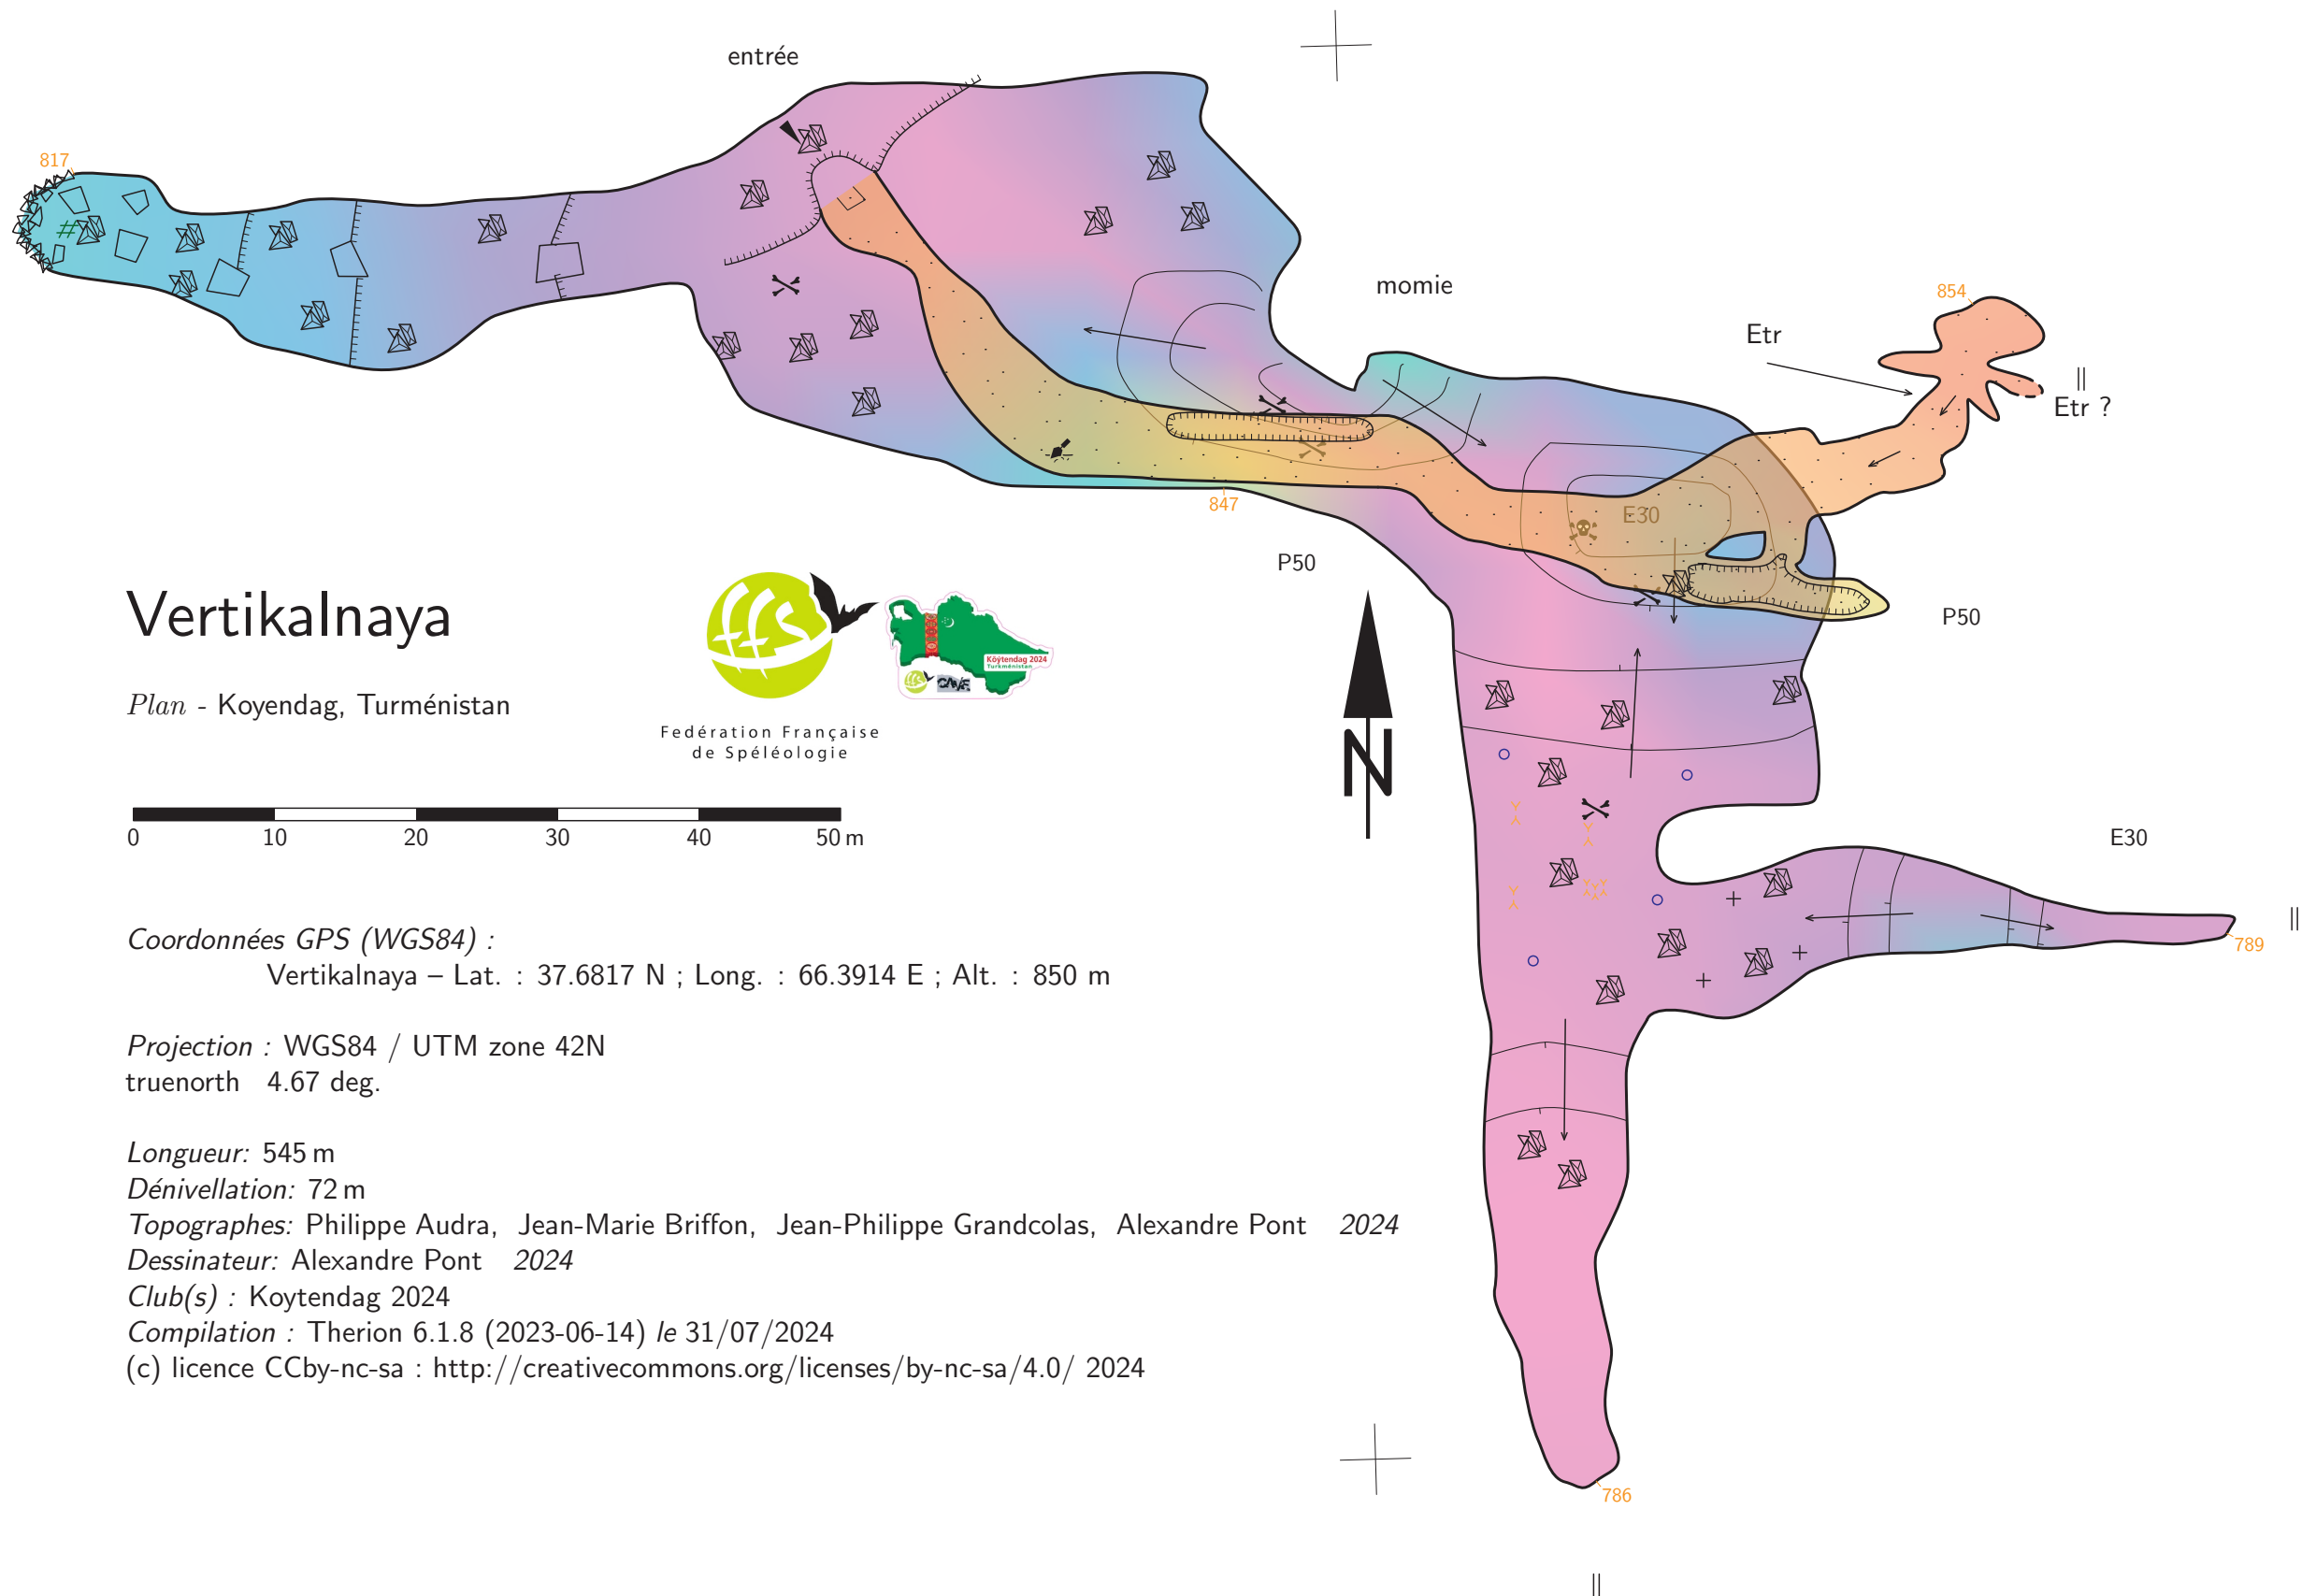 entrée
817
momie
854
Etr
Etr ?
847
E30
P50
P50
Vertikalnaya
Plan - Koyendag, Turménistan
ffs
Köýtendag 2024
Turkménistan
Fedération Française
de Spéléologie
N
0 10 20 30 40 50 m
E30
789
Coordonnées GPS (WGS84) :
Vertikalnaya – Lat. : 37.6817 N ; Long. : 66.3914 E ; Alt. : 850 m
Projection : WGS84 / UTM zone 42N
truenorth 4.67 deg.
Longueur: 545 m
Dénivellation: 72 m
Topographes: Philippe Audra, Jean-Marie Briffon, Jean-Philippe Grandcolas, Alexandre Pont 2024
Dessinateur: Alexandre Pont 2024
Club(s) : Koytendag 2024
Compilation : Therion 6.1.8 (2023-06-14) le 31/07/2024
(c) licence CCby-nc-sa : http://creativecommons.org/licenses/by-nc-sa/4.0/ 2024
786